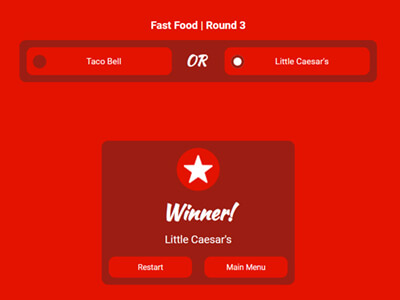 Fast Food | Round 3
Taco Bell OR Little Caesar's
Winner!
Little Caesar's
Restart Main Menu